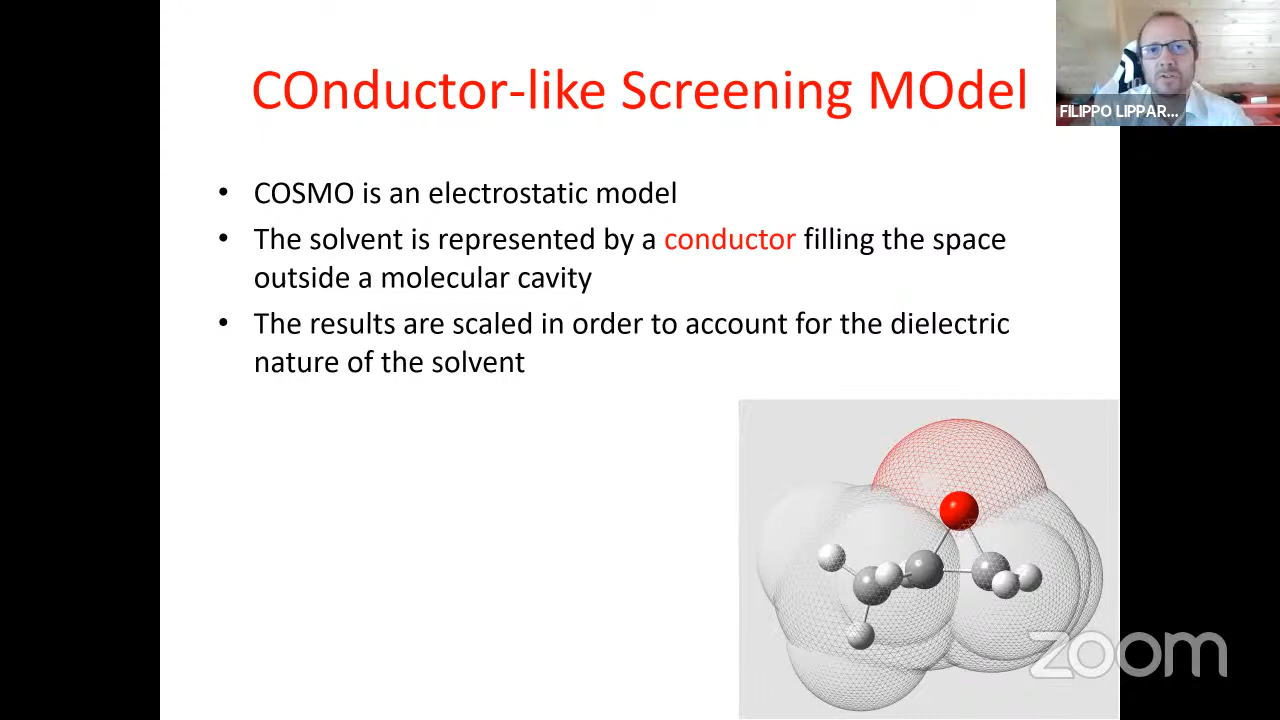 COnductor-like Screening MOdel
FILIPPO LIPPAR...
• COSMO is an electrostatic model
• The solvent is represented by a conductor filling the space
outside a molecular cavity
• The results are scaled in order to account for the dielectric
nature of the solvent
zoom